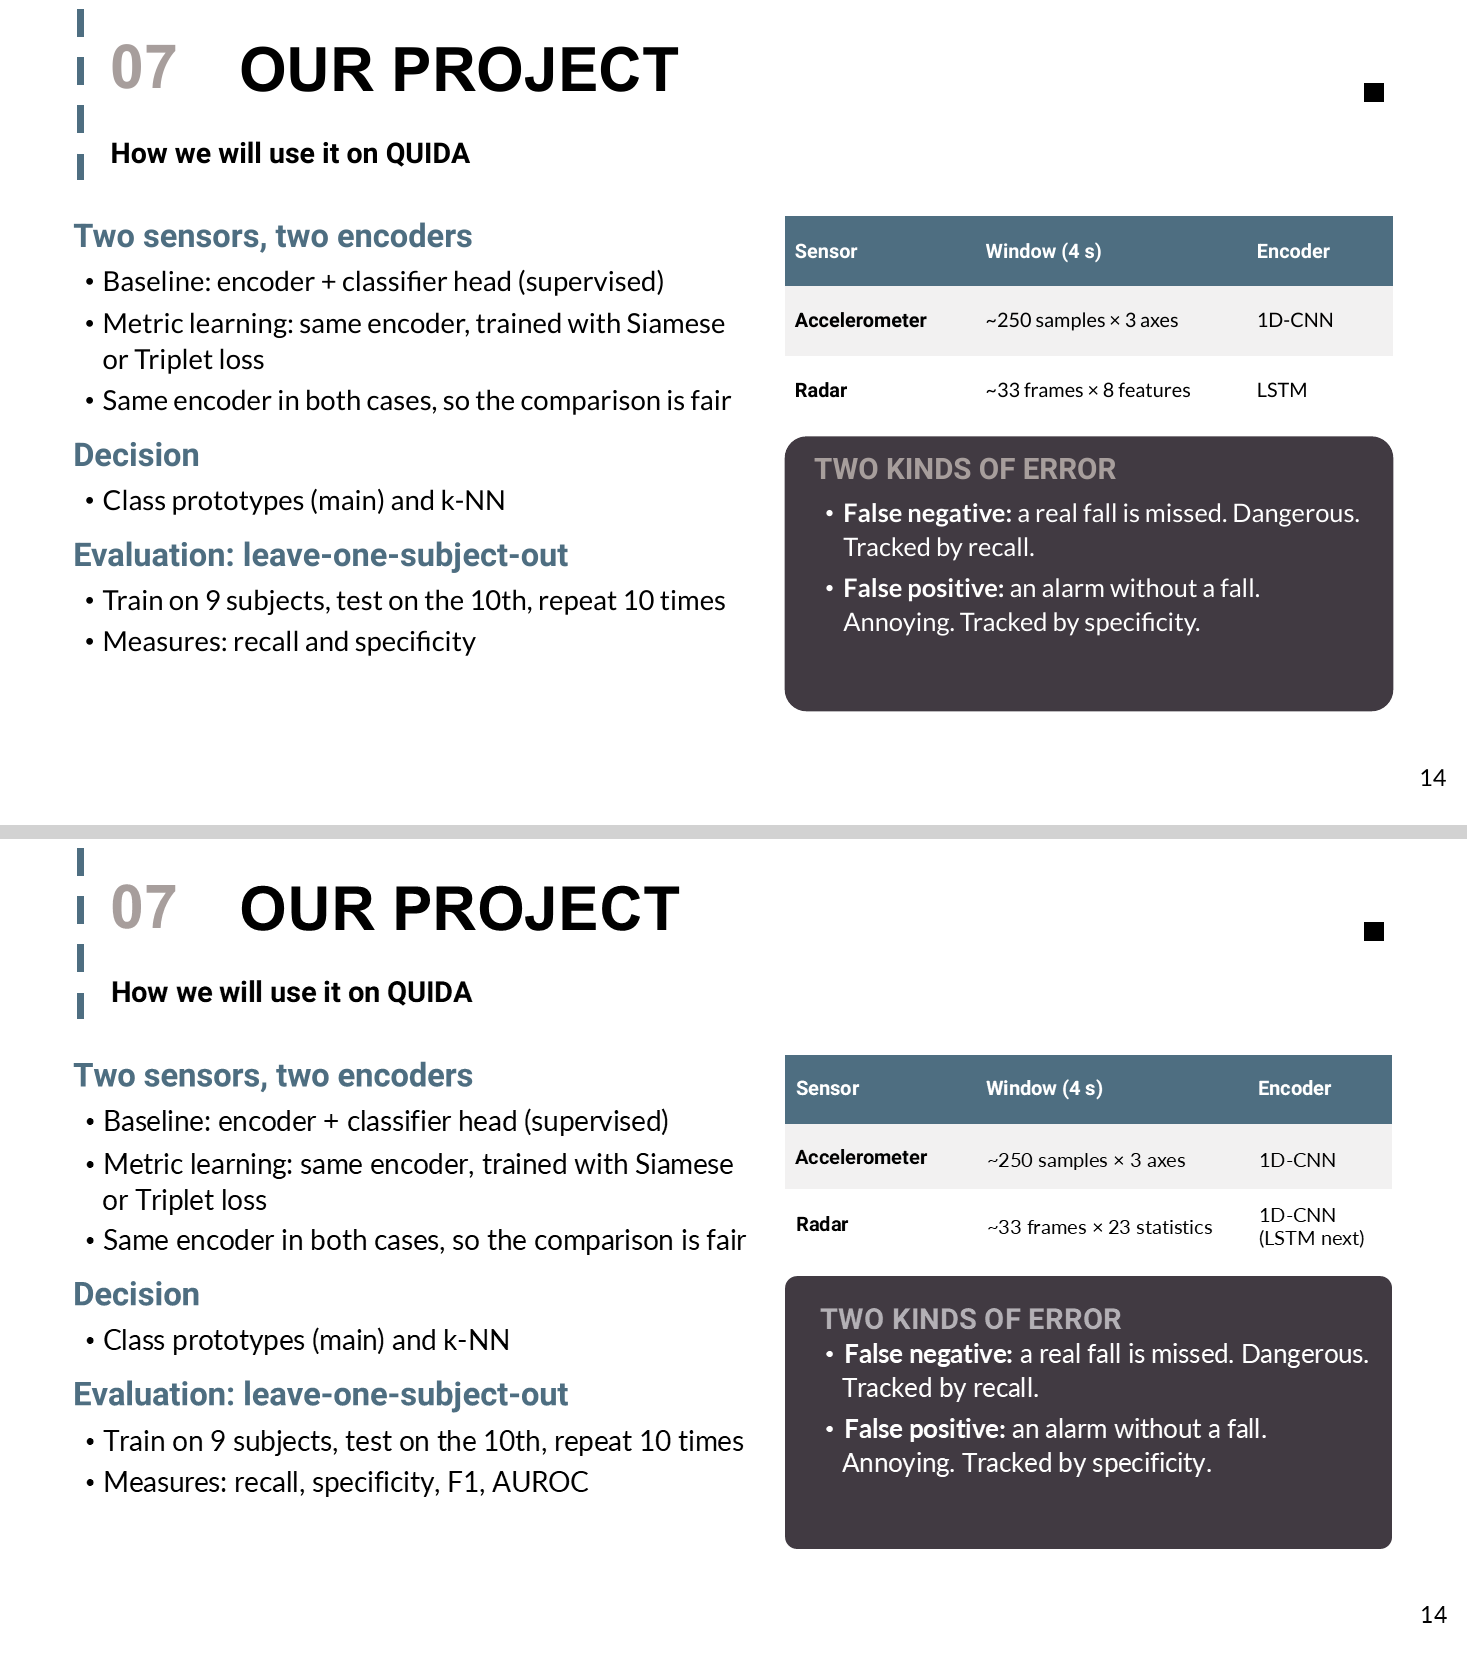 07 OUR PROJECT
How we will use it on QUIDA
Two sensors, two encoders
• Baseline: encoder + classifier head (supervised)
• Metric learning: same encoder, trained with Siamese
or Triplet loss
• Same encoder in both cases, so the comparison is fair
Decision
• Class prototypes (main) and k-NN
Evaluation: leave-one-subject-out
• Train on 9 subjects, test on the 10th, repeat 10 times
• Measures: recall and specificity
Sensor Window (4 s) Encoder
Accelerometer ~250 samples × 3 axes 1D-CNN
Radar ~33 frames × 8 features LSTM
TWO KINDS OF ERROR
• False negative: a real fall is missed. Dangerous.
Tracked by recall.
• False positive: an alarm without a fall.
Annoying. Tracked by specificity.
14
07 OUR PROJECT
How we will use it on QUIDA
Two sensors, two encoders
• Baseline: encoder + classifier head (supervised)
• Metric learning: same encoder, trained with Siamese
or Triplet loss
• Same encoder in both cases, so the comparison is fair
Decision
• Class prototypes (main) and k-NN
Evaluation: leave-one-subject-out
• Train on 9 subjects, test on the 10th, repeat 10 times
• Measures: recall, specificity, F1, AUROC
Sensor Window (4 s) Encoder
Accelerometer ~250 samples × 3 axes 1D-CNN
Radar ~33 frames × 23 statistics 1D-CNN
(LSTM next)
TWO KINDS OF ERROR
• False negative: a real fall is missed. Dangerous.
Tracked by recall.
• False positive: an alarm without a fall.
Annoying. Tracked by specificity.
14